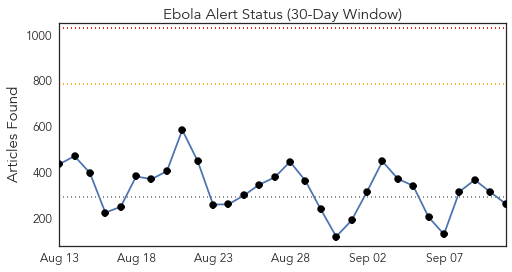 Ebola Alert Status (30-Day Window)
Articles Found
1000
800
600
400
200
Aug 13 Aug 18 Aug 23 Aug 28 Sep 02 Sep 07